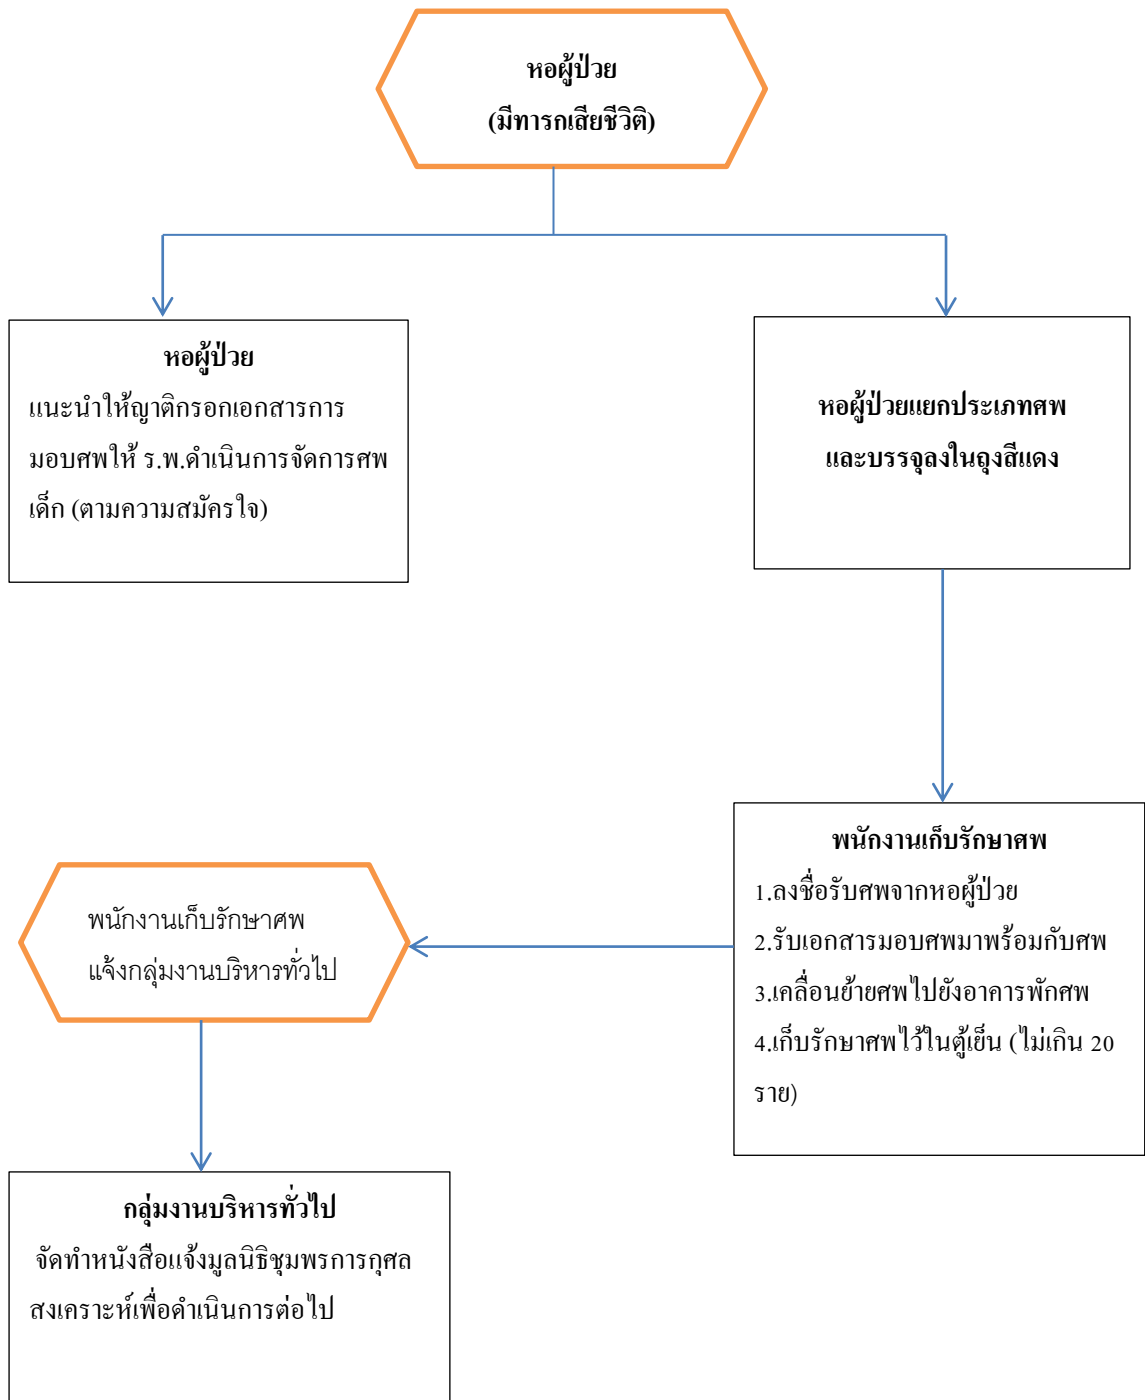 หอผู้ป่วย
(มีทารกเสียชีวิติ)
หอผู้ป่วย
แนะนำให้ญาติกรอกเอกสารการ
มอบศพให้ ร.พ.ดำเนินการจัดการศพ
เด็ก (ตามความสมัครใจ)
หอผู้ป่วยแยกประเภทศพ
และบรรจุลงในถุงสีแดง
พนักงานเก็บรักษาศพ
1.ลงชื่อรับศพจากหอผู้ป่วย
2.รับเอกสารมอบศพมาพร้อมกับศพ
3.เคลื่อนย้ายศพไปยังอาคารพักศพ
4.เก็บรักษาศพไว้ในตู้เย็น (ไม่เกิน 20
ราย)
พนักงานเก็บรักษาศพ
แจ้งกลุ่มงานบริหารทั่วไป
กลุ่มงานบริหารทั่วไป
จัดทำหนังสือแจ้งมูลนิธิชุมพรการกุศล
สงเคราะห์เพื่อดำเนินการต่อไป